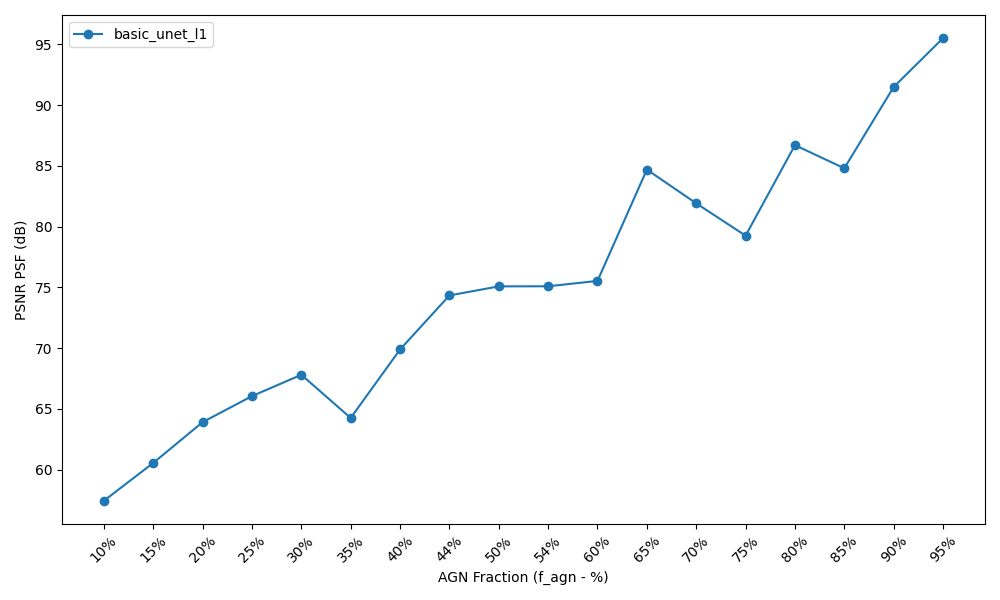 basic_unet_l1
95
90
85
80
75
70
65
60
PSNR PSF (dB)
10% 15% 20% 25% 30% 35% 40% 44% 50% 54% 60% 65% 70% 75% 80% 85% 90% 95%
AGN Fraction (f_agn - %)